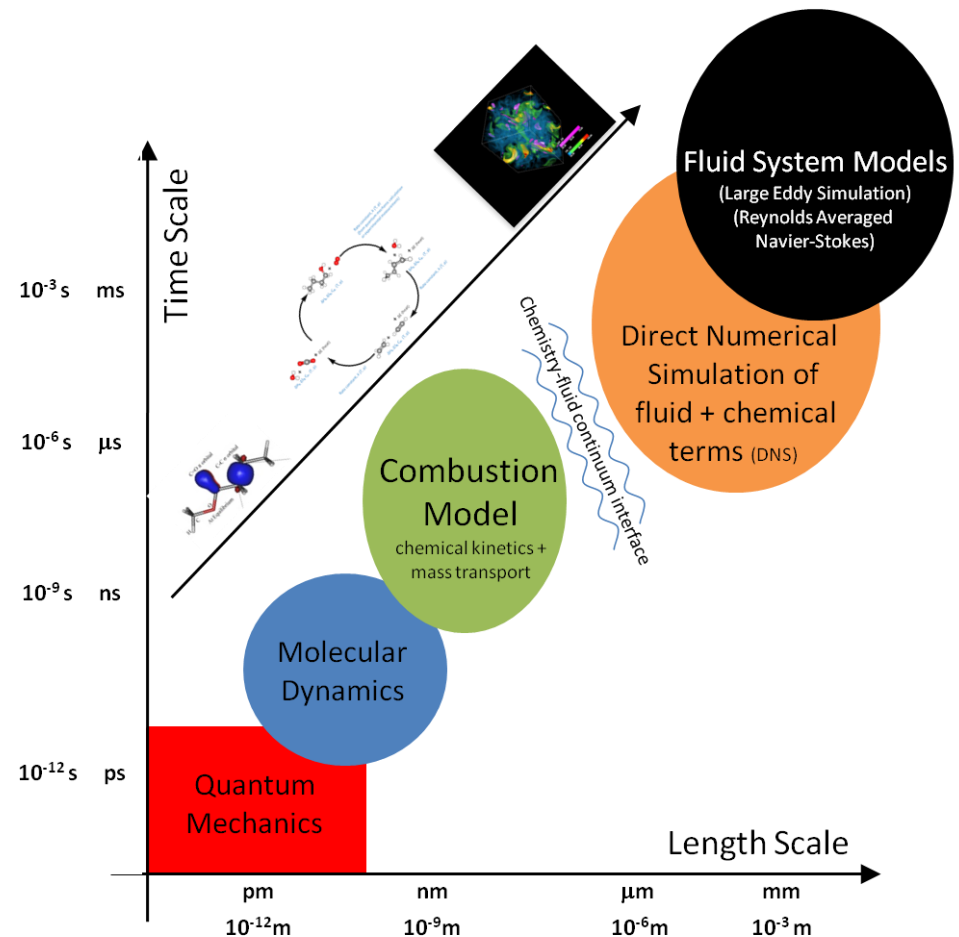 Fluid System Models
(Large Eddy Simulation)
(Reynolds Averaged
Navier-Stokes)
Time Scale
10⁻³ s ms
Direct Numerical
Simulation of
fluid + chemical
terms (DNS)
Chemistry-fluid continuum interface
10⁻⁶ s μs
C-C σ-orbital
Combustion
Model
chemical kinetics +
mass transport
10⁻⁹ s ns
Molecular
Dynamics
10⁻¹² s ps
Quantum
Mechanics
Length Scale
pm nm μm mm
10⁻¹²m 10⁻⁹m 10⁻⁶m 10⁻³m